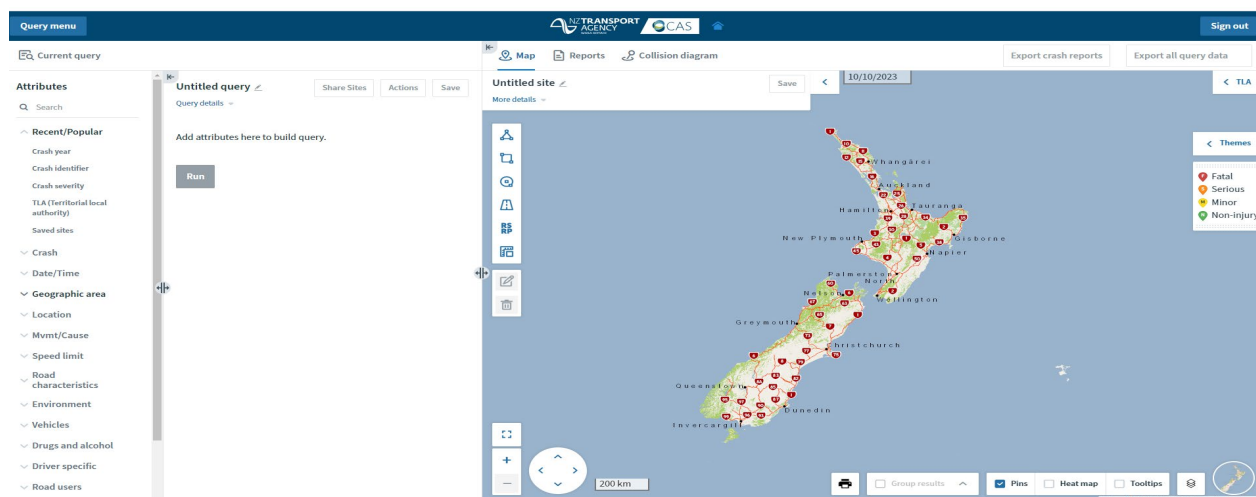 Query menu
NZ TRANSPORT
AGENCY
CAS
Sign out
Current query
Map
Reports
Collision diagram
Export crash reports
Export all query data
Attributes
Search
Recent/Popular
Crash year
Crash identifier
Crash severity
TLA (Territorial local
authority)
Saved sites
Crash
Date/Time
Geographic area
Location
Mvmt/Cause
Speed limit
Road
characteristics
Environment
Vehicles
Drugs and alcohol
Driver specific
Road users
Untitled query
Share Sites
Actions
Save
Query details
Add attributes here to build query.
Run
Untitled site
Save
More details
10/10/2023
TLA
Themes
Fatal
Serious
Minor
Non-injury
RS
RP
Whangārei
Auckland
Hamilton
Tauranga
New Plymouth
Gisborne
Napier
Palmerston
North
Nelson
Wellington
Greymouth
Christchurch
Queenstown
Dunedin
Invercargill
200 km
Group results
Pins
Heat map
Tooltips